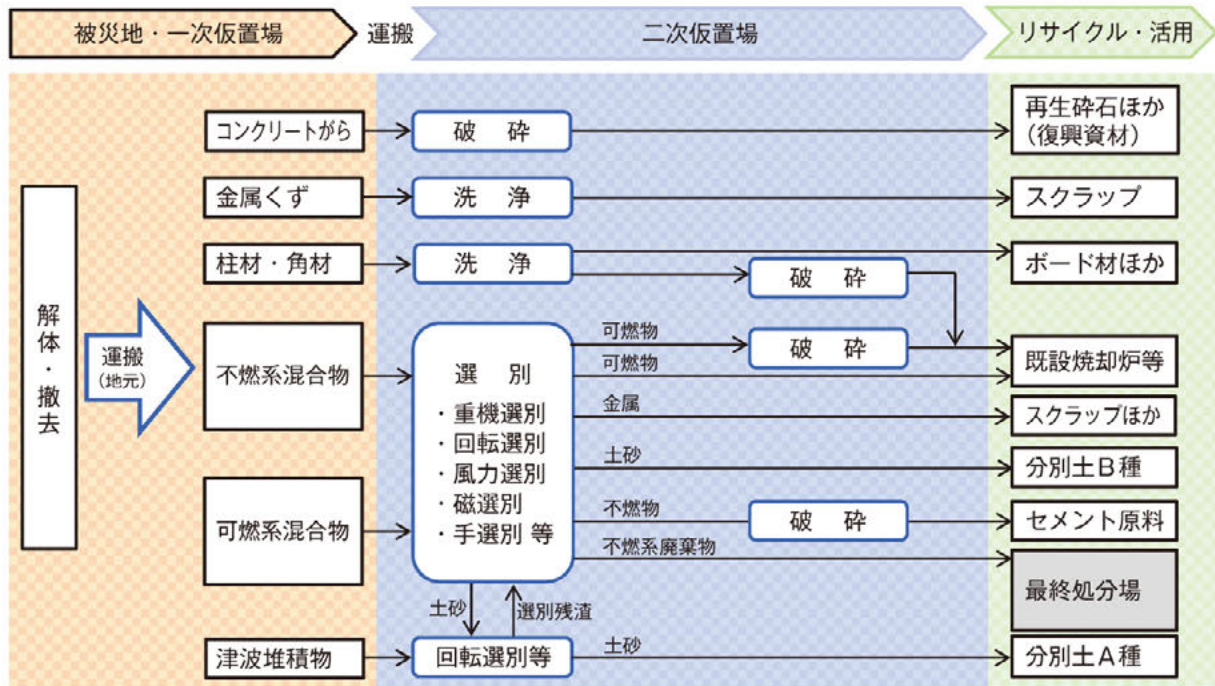 被災地・一次仮置場
運搬
二次仮置場
リサイクル・活用
解体・撤去
運搬
(地元)
コンクリートがら
破 砕
再生砕石ほか
(復興資材)
金属くず
洗 浄
スクラップ
柱材・角材
洗 浄
ボード材ほか
破 砕
不燃系混合物
可燃系混合物
選 別
・重機選別
・回転選別
・風力選別
・磁選別
・手選別 等
可燃物
破 砕
可燃物
既設焼却炉等
金属
スクラップほか
土砂
分別土B種
不燃物
破 砕
セメント原料
不燃系廃棄物
最終処分場
土砂
選別残渣
津波堆積物
回転選別等
土砂
分別土A種